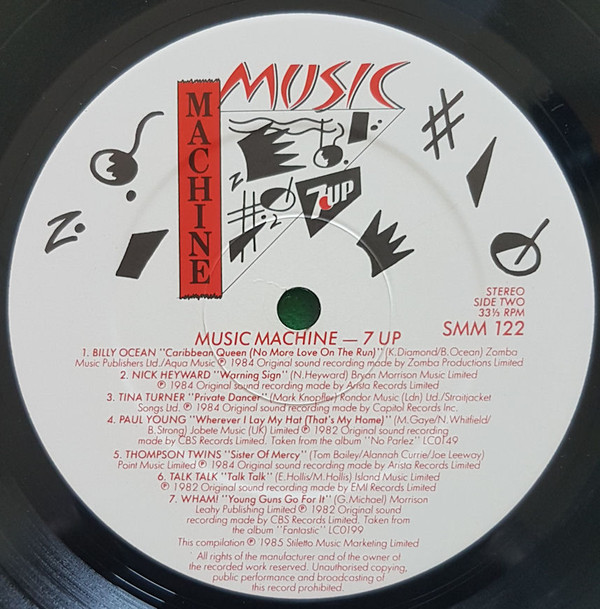 MUSIC
MACHINE
7UP
STEREO
SIDE TWO
33⅓ RPM
SMM 122
MUSIC MACHINE — 7 UP
1. BILLY OCEAN "Caribbean Queen (No More Love On The Run)" (K.Diamond/B.Ocean) Zomba
Music Publishers Ltd./Aqua Music ℗ 1984 Original sound recording made by Zomba Productions Limited
2. NICK HEYWARD "Warning Sign" (N.Heyward) Bryan Morrison Music Limited
℗ 1984 Original sound recording made by Arista Records Limited
3. TINA TURNER "Private Dancer" (Mark Knopfler) Rondor Music (Ldn) Ltd./Straitjacket
Songs Ltd. ℗ 1984 Original sound recording made by Capitol Records Inc.
4. PAUL YOUNG "Wherever I Lay My Hat (That's My Home)" (M.Gaye/N.Whitfield/
B.Strong) Jobete Music (UK) Limited ℗ 1982 Original sound recording
made by CBS Records Limited. Taken from the album "No Parlez" LC0149
5. THOMPSON TWINS "Sister Of Mercy" (Tom Bailey/Alannah Currie/Joe Leeway)
Point Music Limited ℗ 1984 Original sound recording made by Arista Records Limited
6. TALK TALK "Talk Talk" (E.Hollis/M.Hollis) Island Music Limited
℗ 1982 Original sound recording made by EMI Records Limited
7. WHAM! "Young Guns Go For It" (G.Michael) Morrison
Leahy Publishing Limited ℗ 1982 Original sound
recording made by CBS Records Limited. Taken from
the album "Fantastic" LC0199
This compilation ℗ 1985 Stiletto Music Marketing Limited
All rights of the manufacturer and of the owner of
the recorded work reserved. Unauthorised copying,
public performance and broadcasting of
this record prohibited.